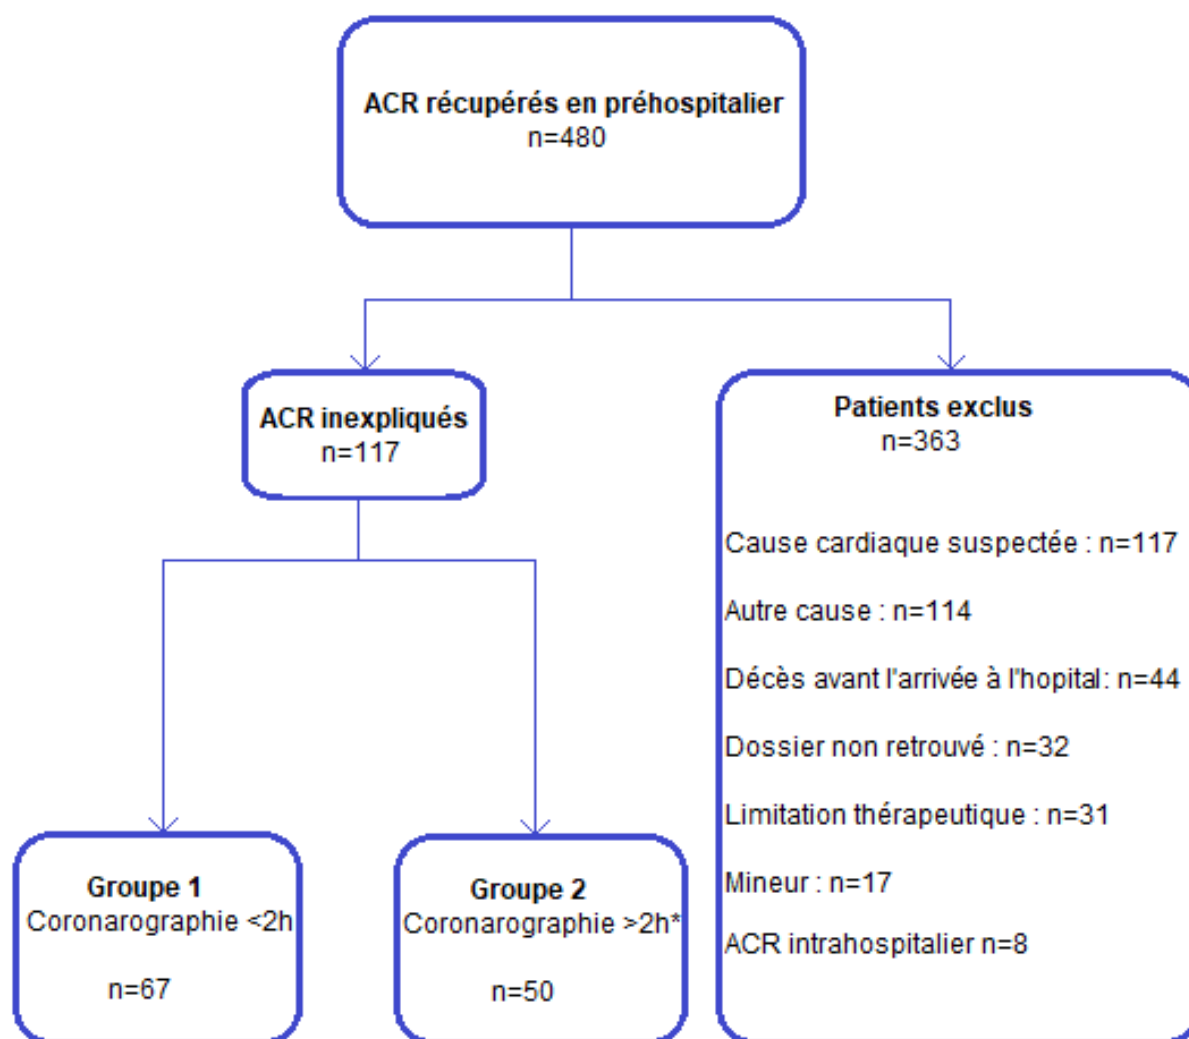 ACR récupérés en préhospitalier
n=480
ACR inexpliqués
n=117
Patients exclus
n=363
Cause cardiaque suspectée : n=117
Autre cause : n=114
Décès avant l'arrivée à l'hopital: n=44
Dossier non retrouvé : n=32
Limitation thérapeutique : n=31
Mineur : n=17
ACR intrahospitalier n=8
Groupe 1
Coronarographie <2h
n=67
Groupe 2
Coronarographie >2h*
n=50